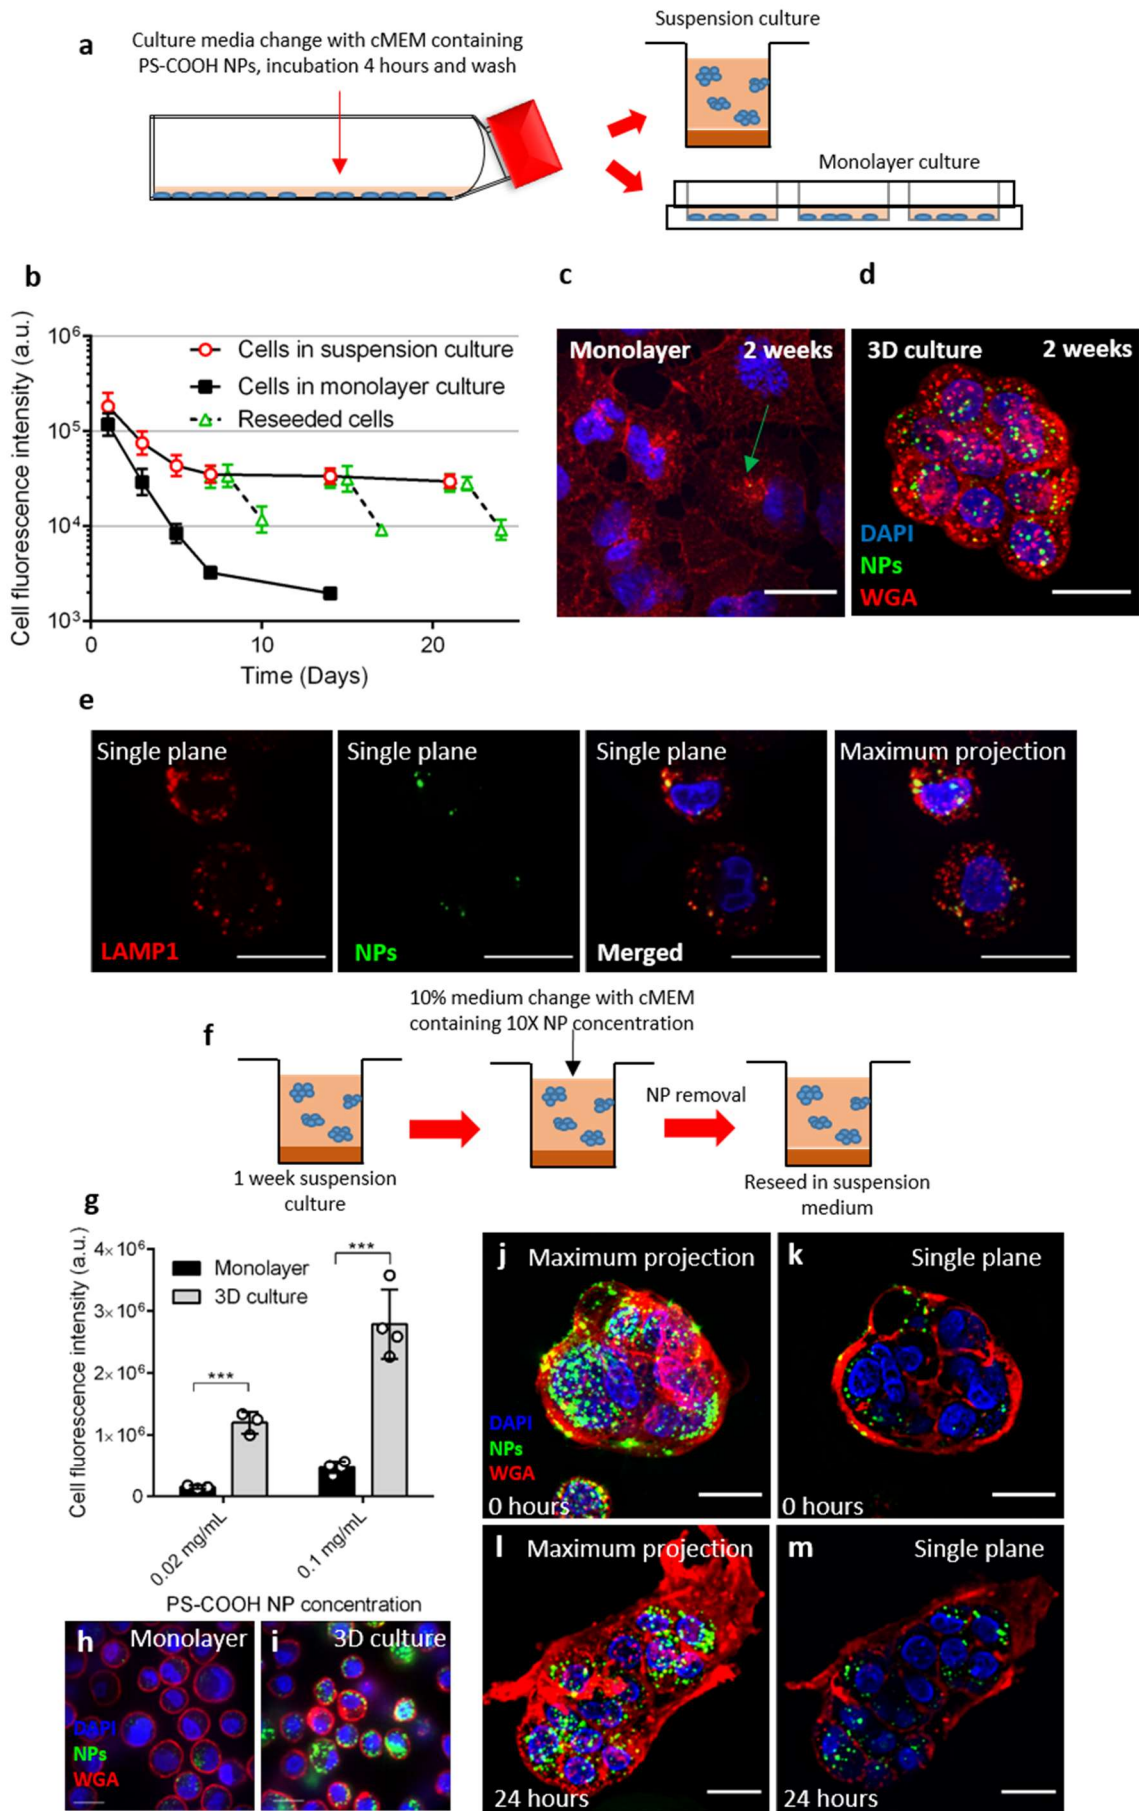 a
Culture media change with cMEM containing
PS-COOH NPs, incubation 4 hours and wash
Suspension culture
Monolayer culture
b
Cell fluorescence intensity (a.u.)
10⁶
10⁵
10⁴
10³
Cells in suspension culture
Cells in monolayer culture
Reseeded cells
0
10
20
Time (Days)
c
Monolayer
2 weeks
d
3D culture
2 weeks
DAPI
NPs
WGA
e
Single plane
LAMP1
Single plane
NPs
Single plane
Merged
Maximum projection
f
10% medium change with cMEM
containing 10X NP concentration
NP removal
1 week suspension
culture
Reseed in suspension
medium
g
Cell fluorescence intensity (a.u.)
4×10⁶
3×10⁶
2×10⁶
1×10⁶
0
Monolayer
3D culture
***
***
0.02 mg/mL
0.1 mg/mL
PS-COOH NP concentration
h
Monolayer
DAPI
NPs
WGA
i
3D culture
j
Maximum projection
DAPI
NPs
WGA
0 hours
k
Single plane
0 hours
l
Maximum projection
24 hours
m
Single plane
24 hours